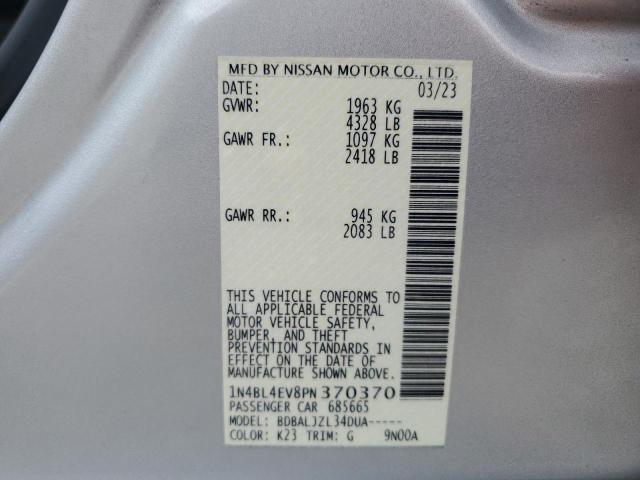 MFD BY NISSAN MOTOR CO., LTD.
DATE: 03/23
GVWR: 1963 KG
4328 LB
GAWR FR.: 1097 KG
2418 LB
GAWR RR.: 945 KG
2083 LB
THIS VEHICLE CONFORMS TO
ALL APPLICABLE FEDERAL
MOTOR VEHICLE SAFETY,
BUMPER, AND THEFT
PREVENTION STANDARDS IN
EFFECT ON THE DATE OF
MANUFACTURE SHOWN ABOVE.
1N4BL4EV8PN370370
PASSENGER CAR 685665
MODEL: BDBALJZL34DUA-----
COLOR: K23 TRIM: G 9N00A